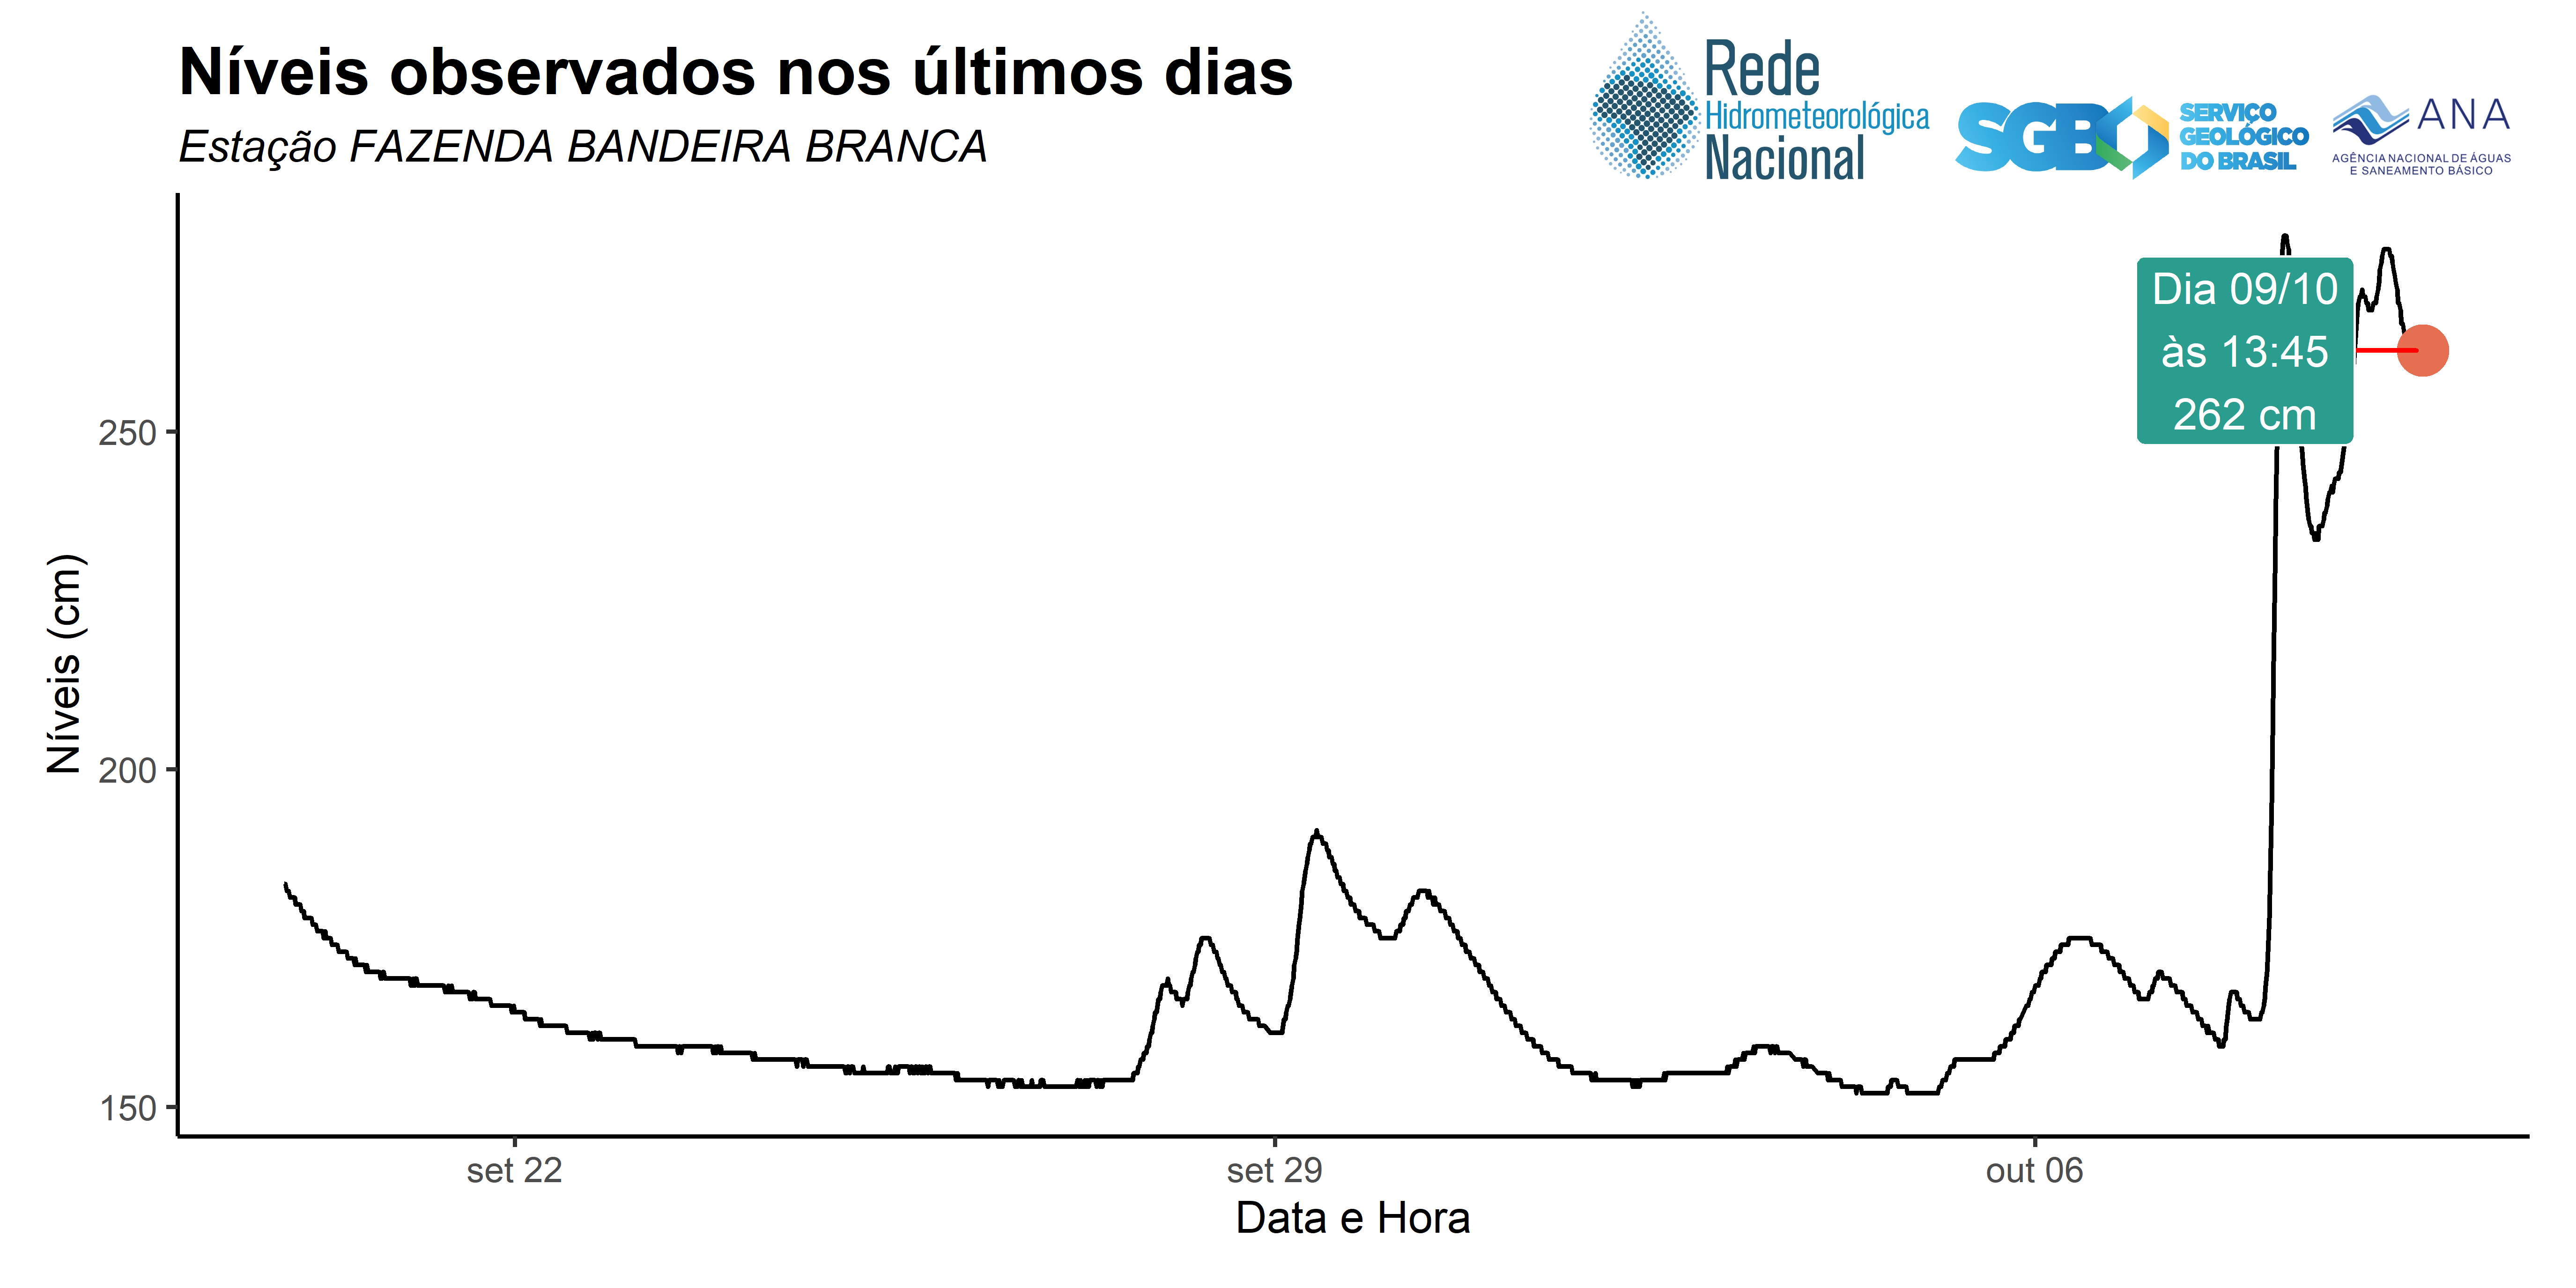 Níveis observados nos últimos dias
Estação FAZENDA BANDEIRA BRANCA
Rede
Hidrometeorológica
Nacional
SGB
SERVIÇO
GEOLÓGICO
DO BRASIL
ANA
AGÊNCIA NACIONAL DE ÁGUAS
E SANEAMENTO BÁSICO
Dia 09/10
às 13:45
262 cm
Níveis (cm)
250
200
150
set 22
set 29
out 06
Data e Hora